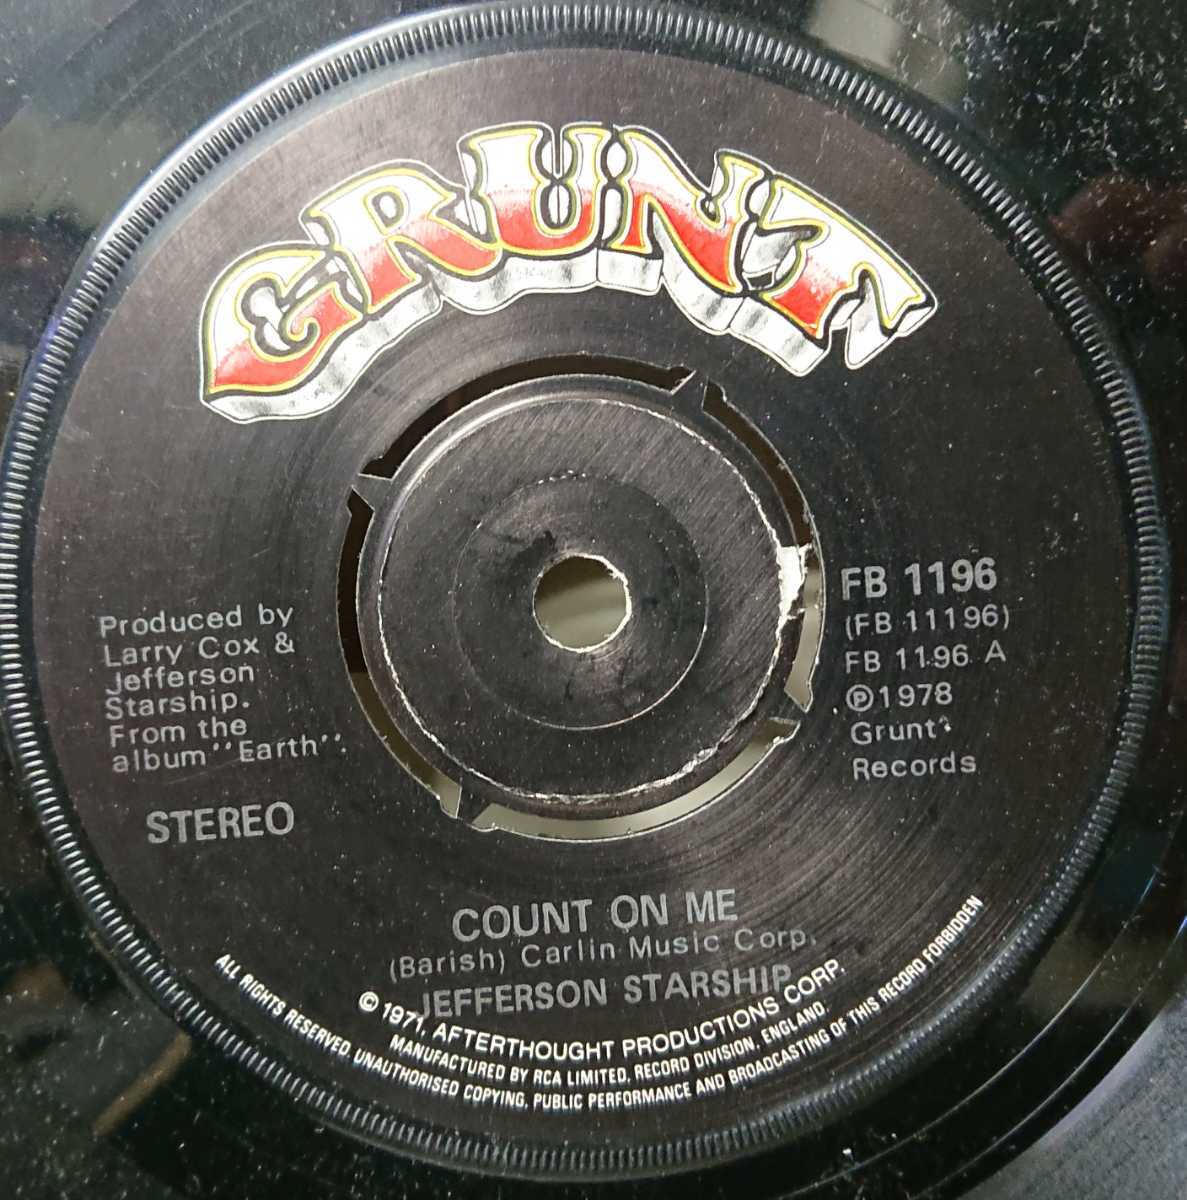 GRUNT
Produced by
Larry Cox &
Jefferson
Starship.
From the
album "Earth".
STEREO
FB 1196
(FB 11196)
FB 1196 A
℗1978
Grunt
Records
COUNT ON ME
(Barish) Carlin Music Corp.
JEFFERSON STARSHIP
© 1971, AFTERTHOUGHT PRODUCTIONS CORP.
MANUFACTURED BY RCA LIMITED, RECORD DIVISION, ENGLAND.
ALL RIGHTS RESERVED. UNAUTHORISED COPYING, PUBLIC PERFORMANCE AND BROADCASTING OF THIS RECORD FORBIDDEN